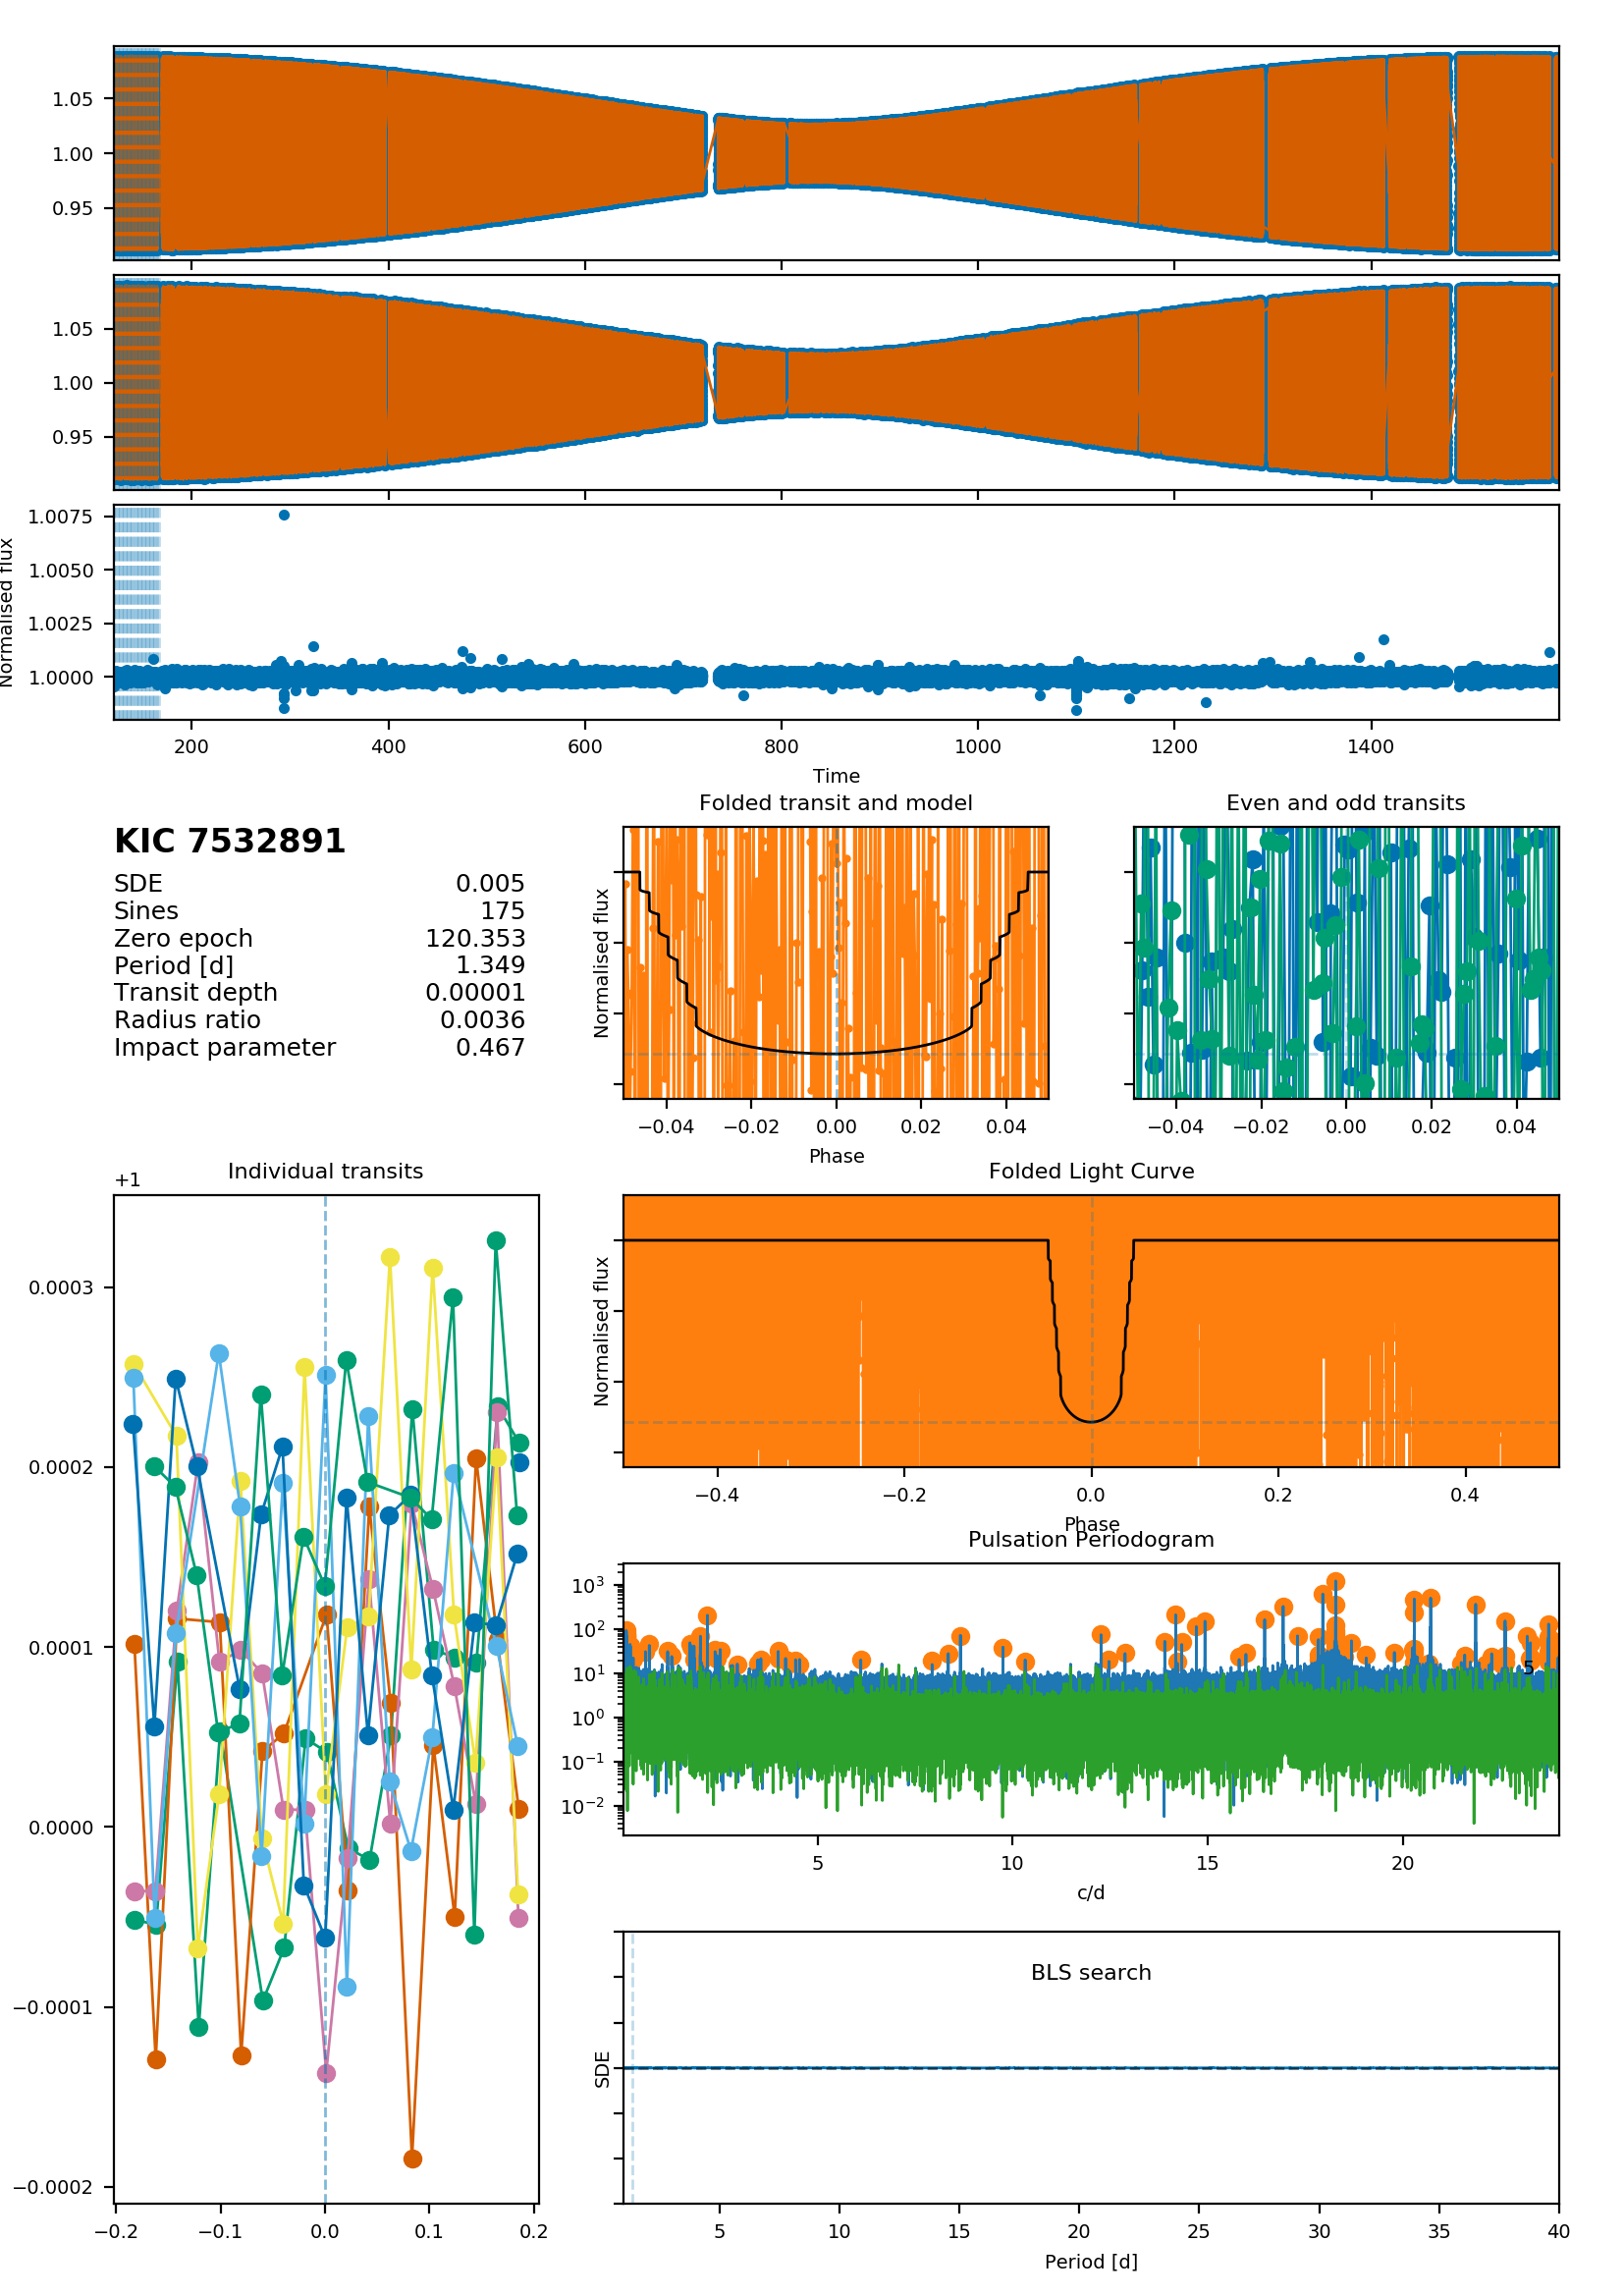 1.05
1.00
0.95
1.05
1.00
0.95
Normalised flux
1.0075
1.0050
1.0025
1.0000
200 400 600 800 1000 1200 1400
Time
KIC 7532891
SDE 0.005
Sines 175
Zero epoch 120.353
Period [d] 1.349
Transit depth 0.00001
Radius ratio 0.0036
Impact parameter 0.467
Folded transit and model
Normalised flux
−0.04 −0.02 0.00 0.02 0.04
Phase
Even and odd transits
−0.04 −0.02 0.00 0.02 0.04
Individual transits
+1
0.0003
0.0002
0.0001
0.0000
−0.0001
−0.0002
−0.2 −0.1 0.0 0.1 0.2
Folded Light Curve
Normalised flux
−0.4 −0.2 0.0 0.2 0.4
Phase
Pulsation Periodogram
10³
10²
10¹
10⁰
10⁻¹
10⁻²
5
5 10 15 20
c/d
BLS search
SDE
5 10 15 20 25 30 35 40
Period [d]